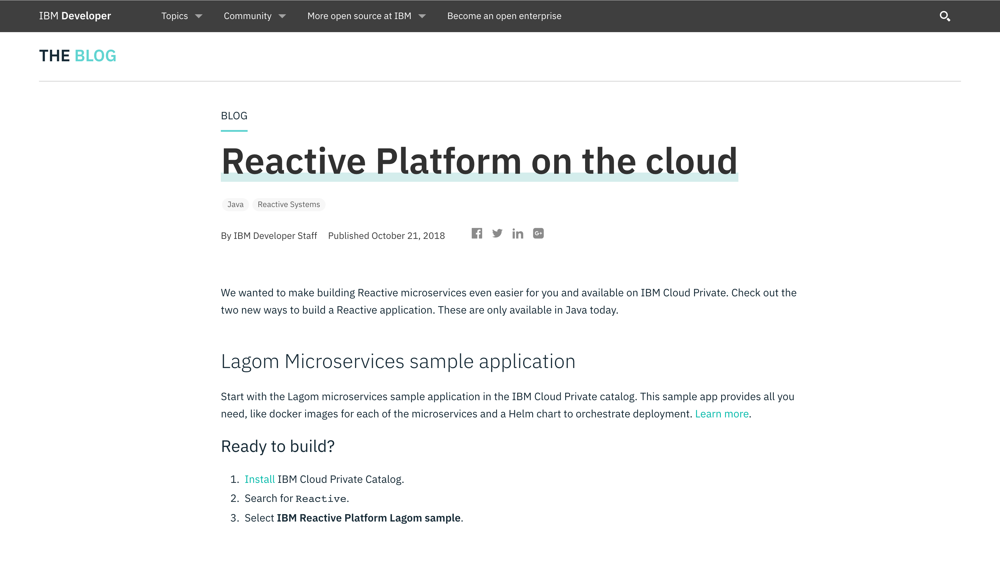 IBM Developer
Topics
Community
More open source at IBM
Become an open enterprise
THE BLOG
BLOG
Reactive Platform on the cloud
Java
Reactive Systems
By IBM Developer Staff
Published October 21, 2018
G+
We wanted to make building Reactive microservices even easier for you and available on IBM Cloud Private. Check out the
two new ways to build a Reactive application. These are only available in Java today.
Lagom Microservices sample application
Start with the Lagom microservices sample application in the IBM Cloud Private catalog. This sample app provides all you
need, like docker images for each of the microservices and a Helm chart to orchestrate deployment. Learn more.
Ready to build?
1. Install IBM Cloud Private Catalog.
2. Search for Reactive.
3. Select IBM Reactive Platform Lagom sample.